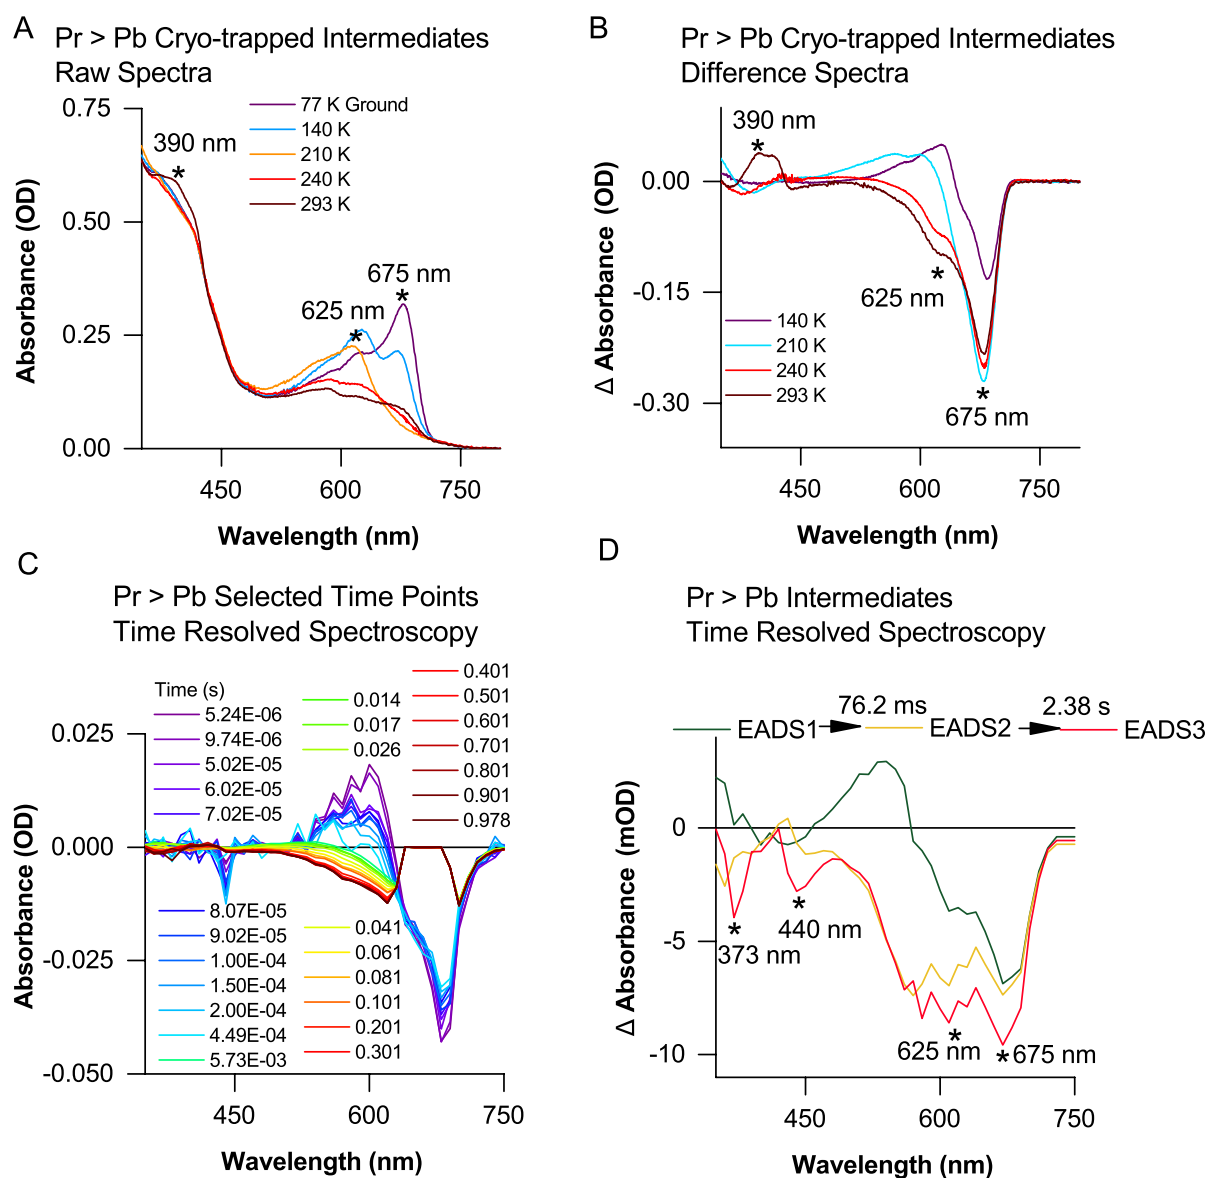 A
Pr > Pb Cryo-trapped Intermediates
Raw Spectra
77 K Ground
140 K
210 K
240 K
293 K
390 nm
*
675 nm
*
625 nm
*
0.75
0.50
0.25
0.00
Absorbance (OD)
450
600
750
Wavelength (nm)
B
Pr > Pb Cryo-trapped Intermediates
Difference Spectra
390 nm
*
0.00
-0.15
-0.30
Δ Absorbance (OD)
*
625 nm
140 K
210 K
240 K
293 K
*
675 nm
450
600
750
Wavelength (nm)
C
Pr > Pb Selected Time Points
Time Resolved Spectroscopy
Time (s)
5.24E-06
9.74E-06
5.02E-05
6.02E-05
7.02E-05
0.014
0.017
0.026
0.401
0.501
0.601
0.701
0.801
0.901
0.978
8.07E-05
9.02E-05
1.00E-04
1.50E-04
2.00E-04
4.49E-04
5.73E-03
0.041
0.061
0.081
0.101
0.201
0.301
0.025
0.000
-0.025
-0.050
Absorbance (OD)
450
600
750
Wavelength (nm)
D
Pr > Pb Intermediates
Time Resolved Spectroscopy
76.2 ms
2.38 s
EADS1
EADS2
EADS3
0
-5
-10
Δ Absorbance (mOD)
*
373 nm
*
440 nm
*
625 nm
* 675 nm
450
600
750
Wavelength (nm)